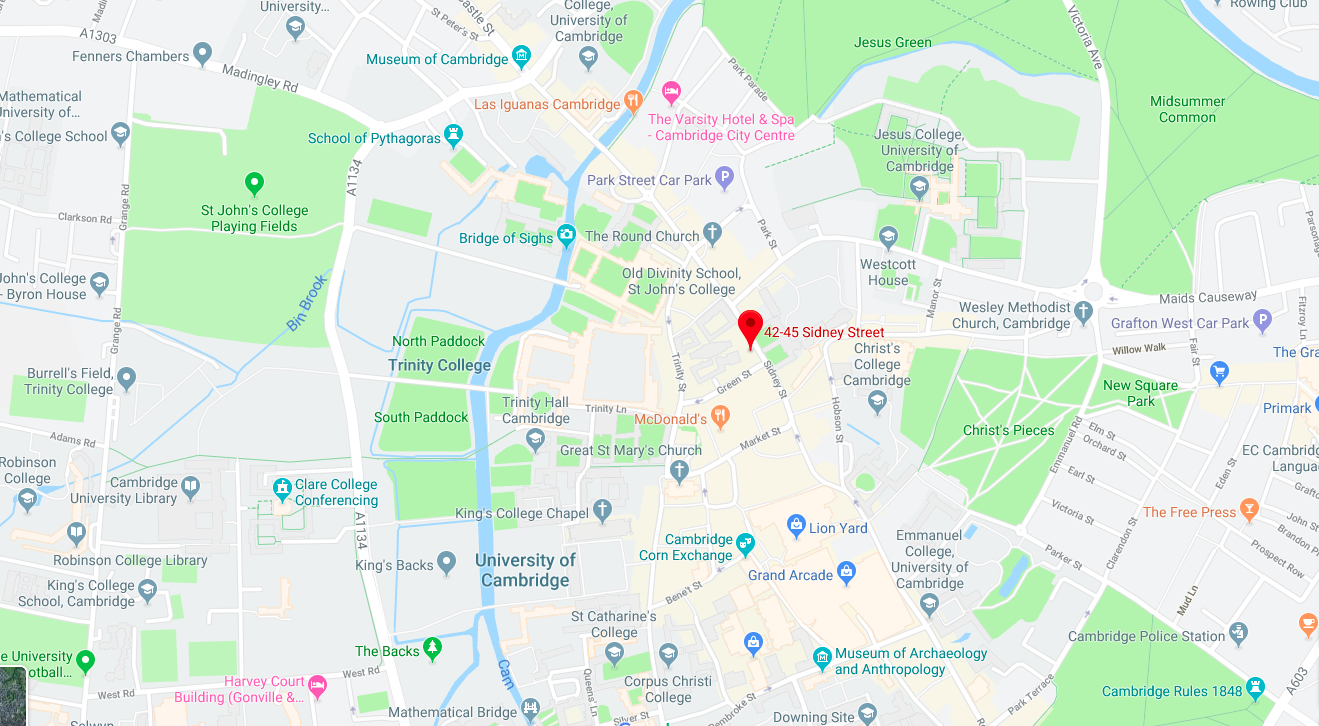 University…
Castle St
St Peter's St
College,
University of
Cambridge
Rowing Club
A1303
Fenners Chambers
Madingley Rd
Museum of Cambridge
Victoria Ave
Jesus Green
Park Parade
Las Iguanas Cambridge
The Varsity Hotel & Spa
- Cambridge City Centre
Midsummer
Common
Mathematical
University of…
's College School
School of Pythagoras
Jesus College,
University of
Cambridge
A1134
Grange Rd
St John's College
Playing Fields
Clarkson Rd
Park Street Car Park
Park St
Bridge of Sighs
The Round Church
Westcott
House
John's College
- Byron House
Bin Brook
Old Divinity School,
St John's College
Manor St
Wesley Methodist
Church, Cambridge
Maids Causeway
Fitzroy Ln
Grange Rd
Grafton West Car Park
42-45 Sidney Street
North Paddock
Trinity College
Christ's
College
Cambridge
Willow Walk
Fair St
The Gra
Burrell's Field,
Trinity College
Trinity St
Green St
Sidney St
New Square
Park
Primark
South Paddock
Trinity Hall
Cambridge
Trinity Ln
McDonald's
Hobson St
Christ's Pieces
Emmanuel Rd
Elm St
Orchard St
Adams Rd
Market St
Great St Mary's Church
Robinson
College
Cambridge
University Library
Clare College
Conferencing
Earl St
Eden St
EC Cambridg
Langua
King's College Chapel
Victoria St
The Free Press
John St
Brandon
Prospect Row
A1134
Lion Yard
Cambridge
Corn Exchange
Emmanuel
College,
University of
Cambridge
Clarendon St
Parker St
Robinson College Library
King's Backs
University of
Cambridge
Grand Arcade
King's College
School, Cambridge
Bene't St
Mud Ln
St Catharine's
College
Cambridge Police Station
The Backs
e University
ootball…
Museum of Archaeology
and Anthropology
West Rd
West Rd
Harvey Court
Building (Gonville &…
Cam
Queens Ln
Corpus Christi
College
Park Terrace
Cambridge Rules 1848
A603
Selwyn
Mathematical Bridge
Silver St
Pembroke St
Downing Site